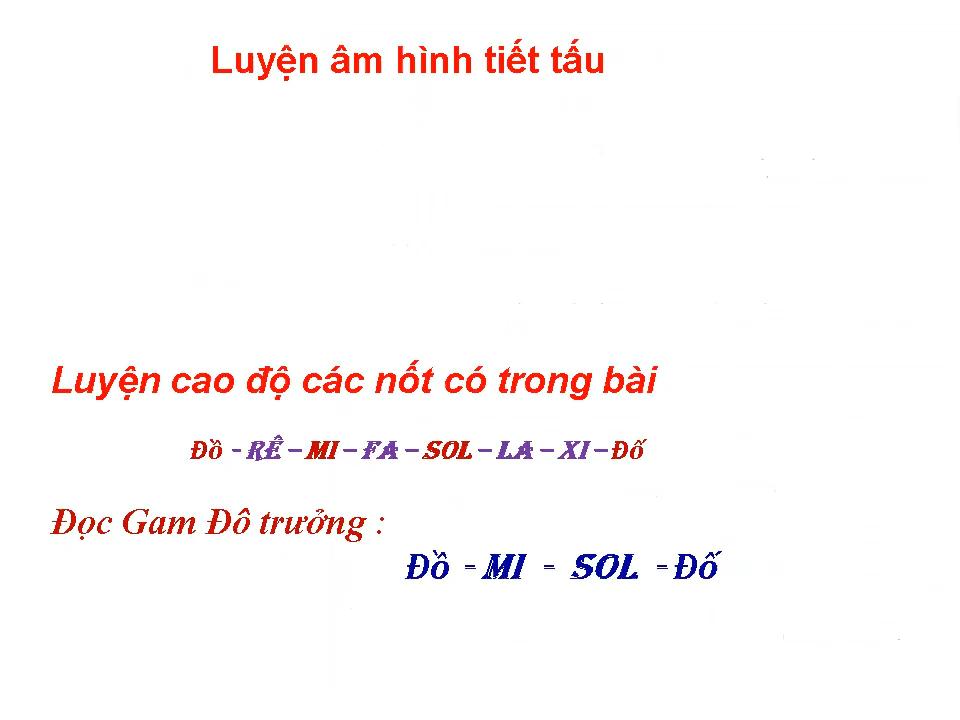 Luyện âm hình tiết tấu
Luyện cao độ các nốt có trong bài
Đồ - RÊ – MI – FA – SOL – LA – XI – Đố
Đọc Gam Đô trưởng :
Đồ - MI - SOL - Đố